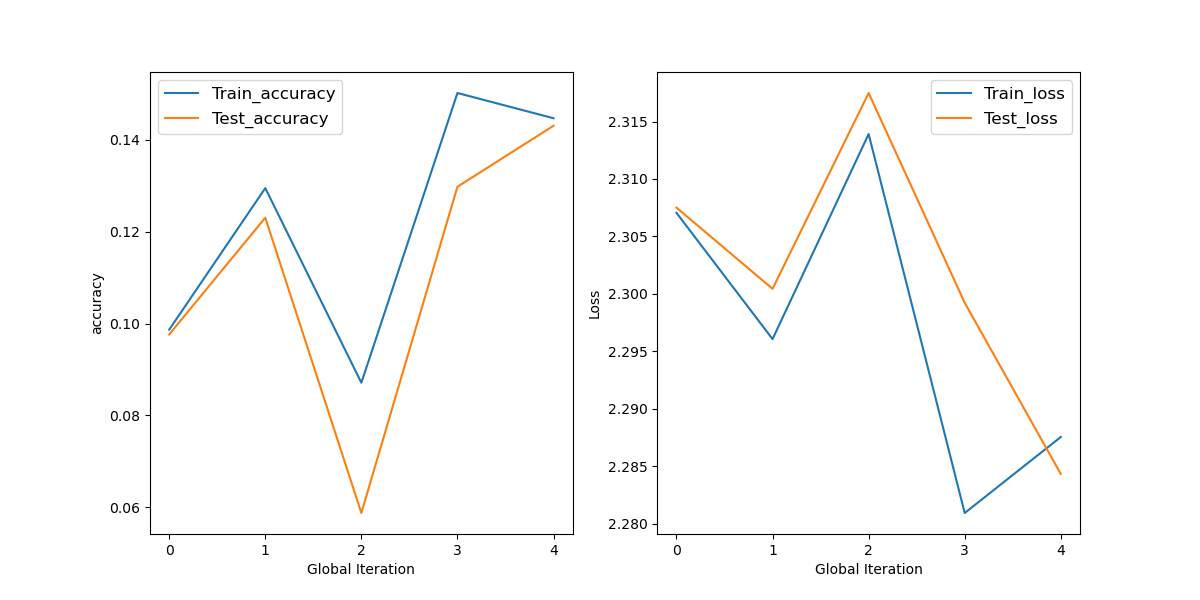 Train_accuracy
Test_accuracy
0.14
0.12
0.10
0.08
0.06
accuracy
0 1 2 3 4
Global Iteration
Train_loss
Test_loss
2.315
2.310
2.305
2.300
2.295
2.290
2.285
2.280
Loss
0 1 2 3 4
Global Iteration